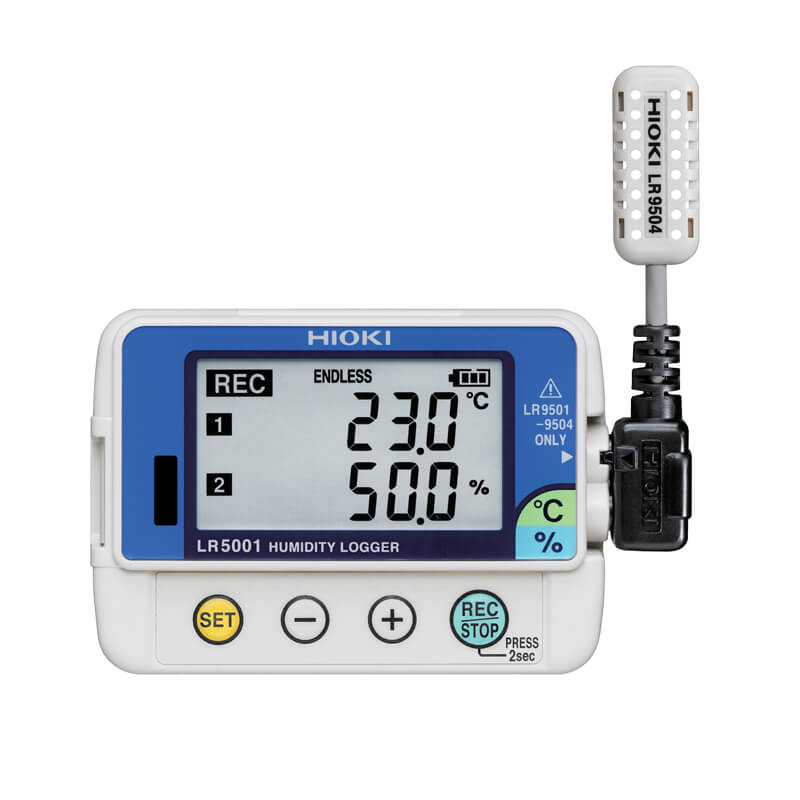 HIOKI LR9504
HIOKI
REC
ENDLESS
1
23.0 °C
2
50.0 %
LR9501
-9504
ONLY
HIOKI
°C
%
LR5001 HUMIDITY LOGGER
SET
REC
STOP
PRESS
2sec